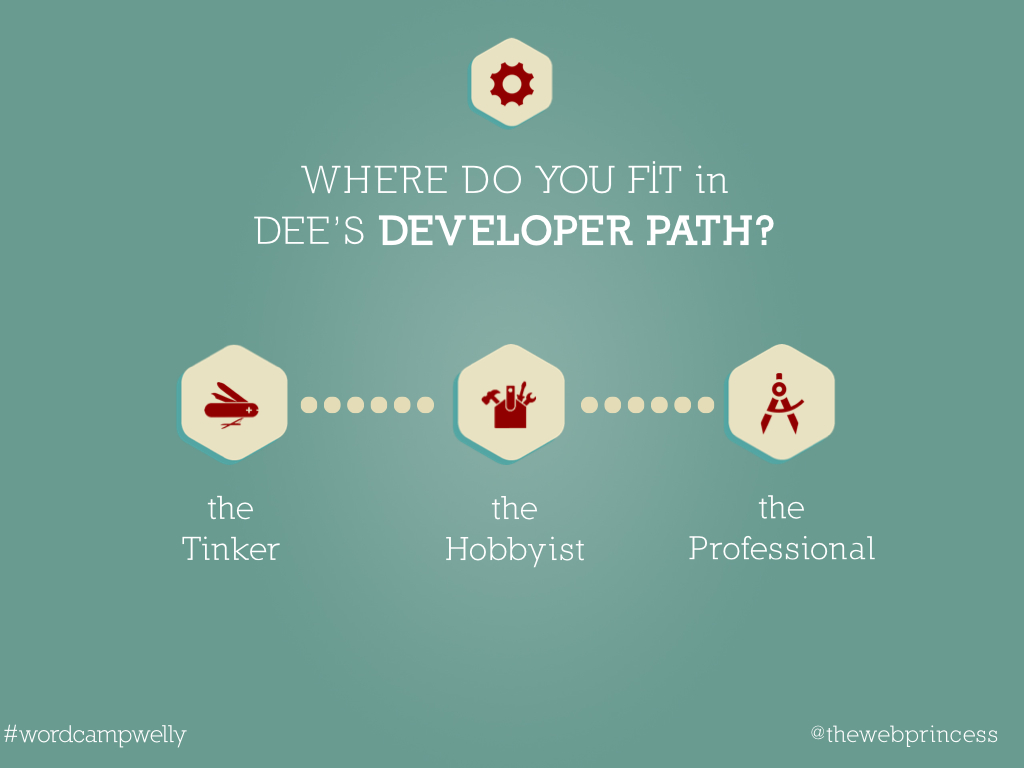 WHERE DO YOU FiT in
DEE'S DEVELOPER PATH?
the
Tinker
the
Hobbyist
the
Professional
#wordcampwelly
@thewebprincess